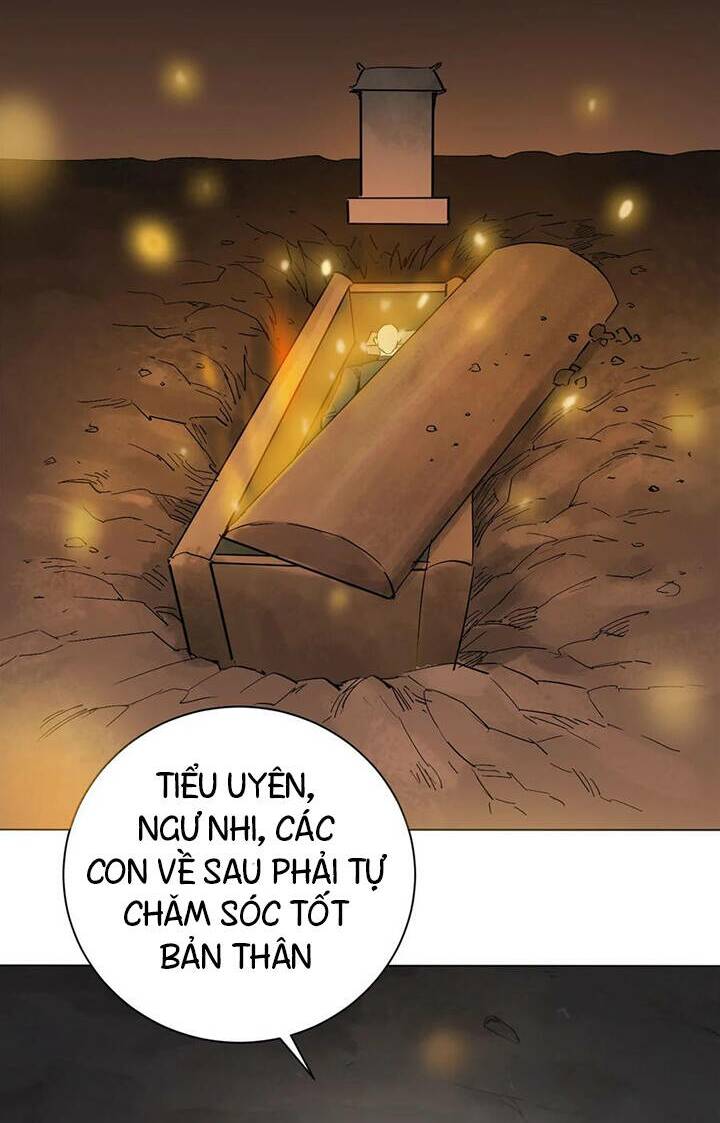 TIỂU UYÊN,
NGƯ NHI, CÁC
CON VỀ SAU PHẢI TỰ
CHĂM SÓC TỐT
BẢN THÂN